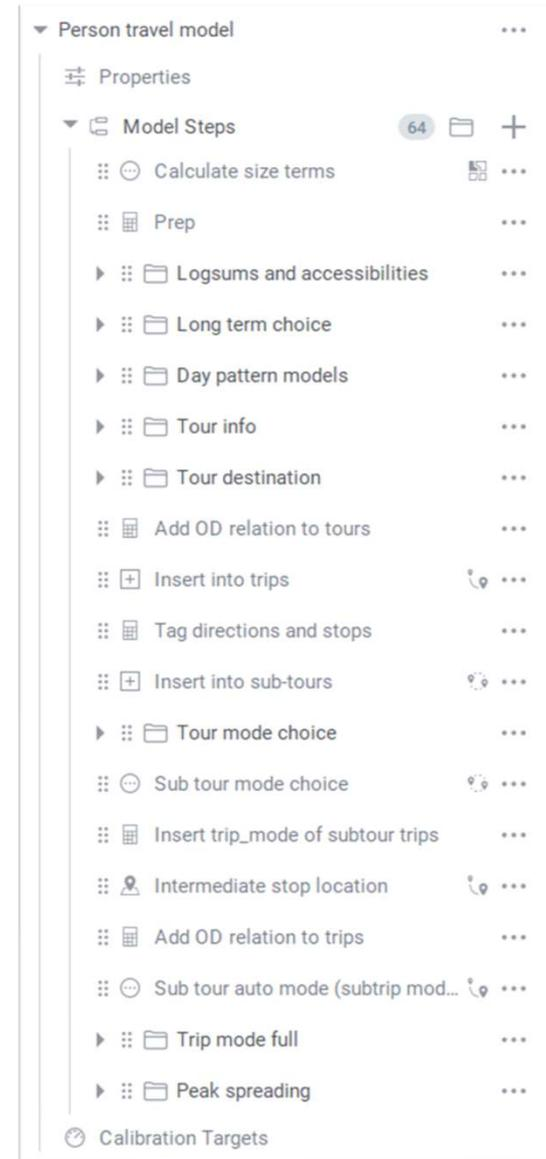 Person travel model
Properties
Model Steps 64
Calculate size terms
Prep
Logsums and accessibilities
Long term choice
Day pattern models
Tour info
Tour destination
Add OD relation to tours
Insert into trips
Tag directions and stops
Insert into sub-tours
Tour mode choice
Sub tour mode choice
Insert trip_mode of subtour trips
Intermediate stop location
Add OD relation to trips
Sub tour auto mode (subtrip mod...
Trip mode full
Peak spreading
Calibration Targets